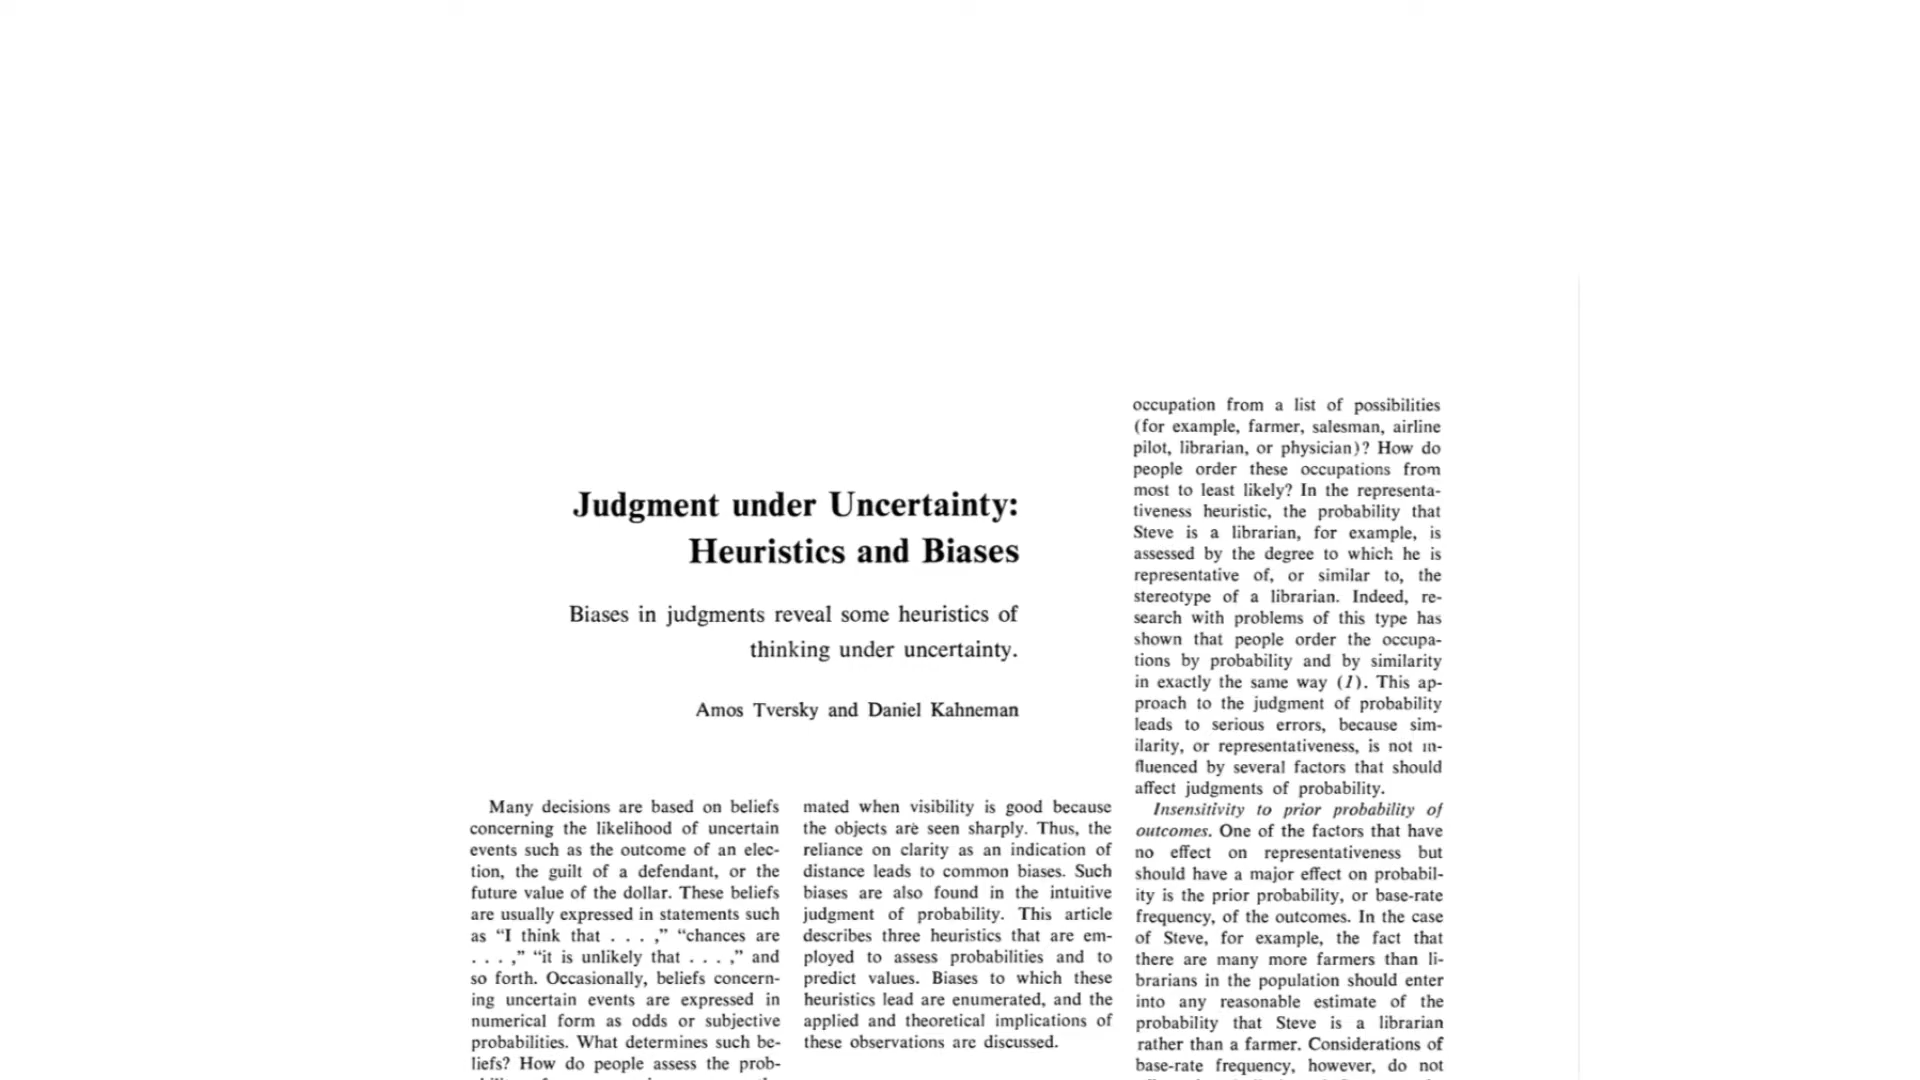 Judgment under Uncertainty:
Heuristics and Biases
Biases in judgments reveal some heuristics of
thinking under uncertainty.
Amos Tversky and Daniel Kahneman
Many decisions are based on beliefs
concerning the likelihood of uncertain
events such as the outcome of an elec-
tion, the guilt of a defendant, or the
future value of the dollar. These beliefs
are usually expressed in statements such
as “I think that . . . ,” “chances are
. . . ,” “it is unlikely that . . . ,” and
so forth. Occasionally, beliefs concern-
ing uncertain events are expressed in
numerical form as odds or subjective
probabilities. What determines such be-
liefs? How do people assess the prob-
mated when visibility is good because
the objects are seen sharply. Thus, the
reliance on clarity as an indication of
distance leads to common biases. Such
biases are also found in the intuitive
judgment of probability. This article
describes three heuristics that are em-
ployed to assess probabilities and to
predict values. Biases to which these
heuristics lead are enumerated, and the
applied and theoretical implications of
these observations are discussed.
occupation from a list of possibilities
(for example, farmer, salesman, airline
pilot, librarian, or physician)? How do
people order these occupations from
most to least likely? In the representa-
tiveness heuristic, the probability that
Steve is a librarian, for example, is
assessed by the degree to which he is
representative of, or similar to, the
stereotype of a librarian. Indeed, re-
search with problems of this type has
shown that people order the occupa-
tions by probability and by similarity
in exactly the same way (1). This ap-
proach to the judgment of probability
leads to serious errors, because sim-
ilarity, or representativeness, is not in-
fluenced by several factors that should
affect judgments of probability.
Insensitivity to prior probability of
outcomes. One of the factors that have
no effect on representativeness but
should have a major effect on probabil-
ity is the prior probability, or base-rate
frequency, of the outcomes. In the case
of Steve, for example, the fact that
there are many more farmers than li-
brarians in the population should enter
into any reasonable estimate of the
probability that Steve is a librarian
rather than a farmer. Considerations of
base-rate frequency, however, do not